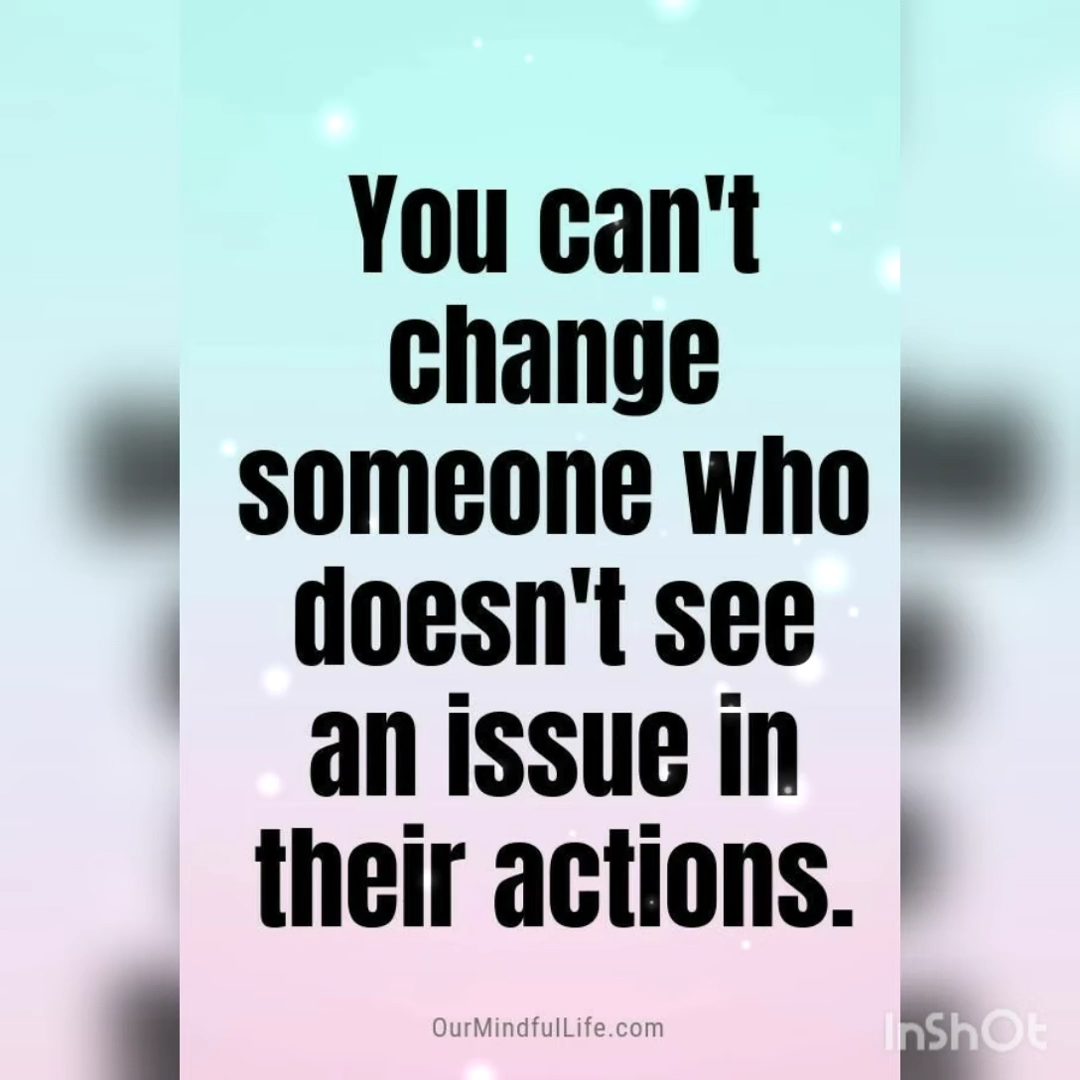 You can't
change
someone who
doesn't see
an issue in
their actions.
OurMindfulLife.com
InShOt